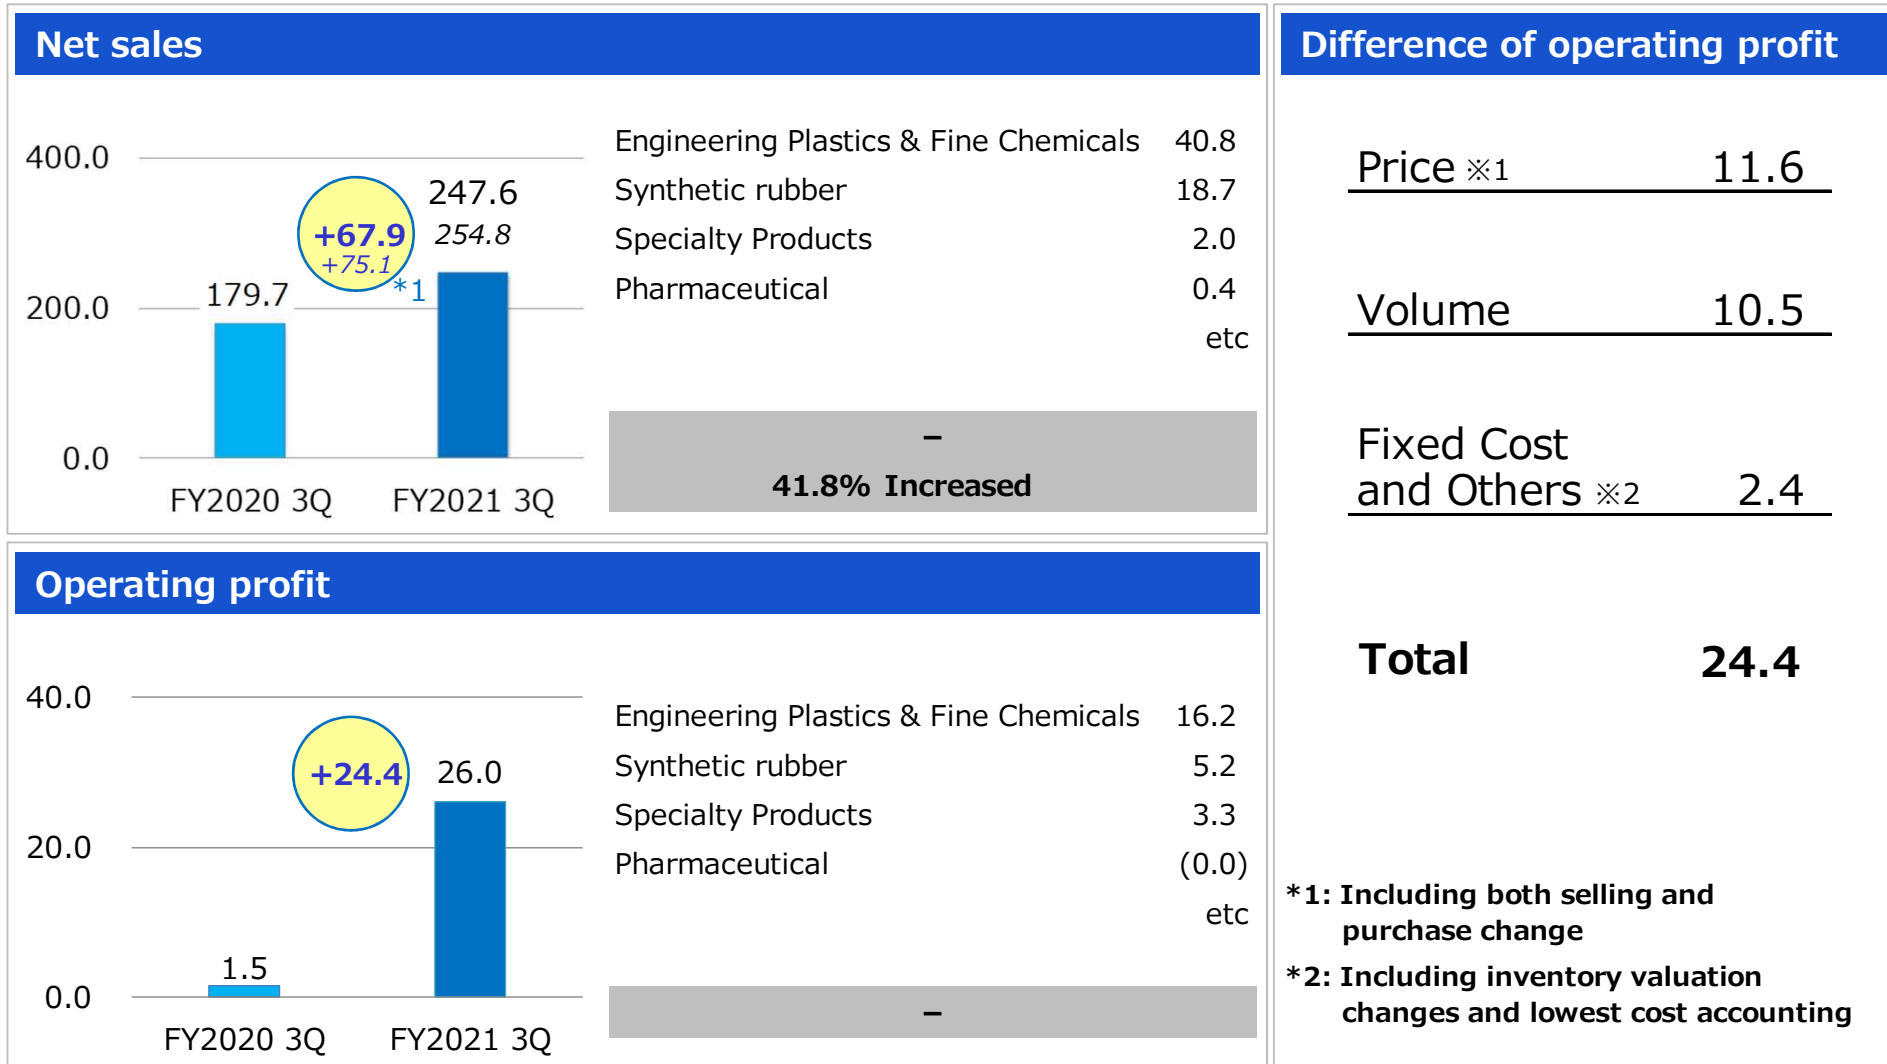 Net sales
400.0
200.0
0.0
179.7
+67.9
+75.1
*1
247.6
254.8
FY2020 3Q
FY2021 3Q
Engineering Plastics & Fine Chemicals 40.8
Synthetic rubber 18.7
Specialty Products 2.0
Pharmaceutical 0.4
etc
–
41.8% Increased
Operating profit
40.0
20.0
0.0
1.5
+24.4
26.0
FY2020 3Q
FY2021 3Q
Engineering Plastics & Fine Chemicals 16.2
Synthetic rubber 5.2
Specialty Products 3.3
Pharmaceutical (0.0)
etc
–
Difference of operating profit
Price ※1 11.6
Volume 10.5
Fixed Cost
and Others ※2 2.4
Total 24.4
*1: Including both selling and
purchase change
*2: Including inventory valuation
changes and lowest cost accounting